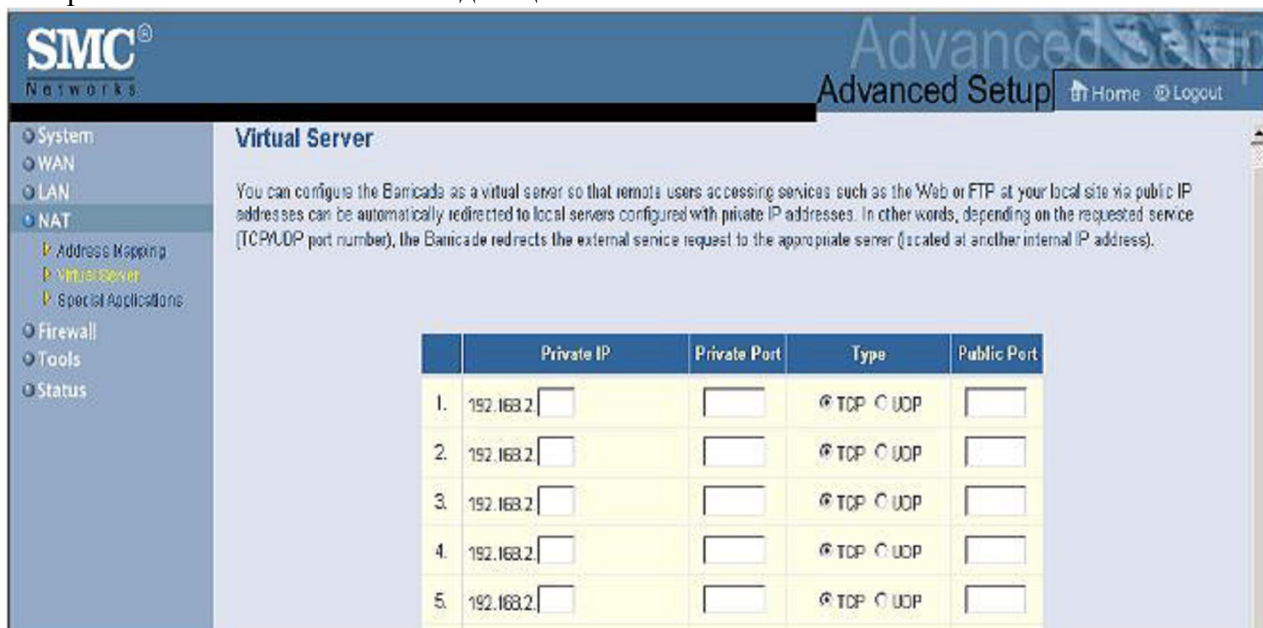 SMC®
Networks
Advanced Setup
Advanced Setup
Home
Logout
System
WAN
LAN
NAT
Address Mapping
Virtual Server
Special Applications
Firewall
Tools
Status
Virtual Server
You can configure the Barricade as a virtual server so that remote users accessing services such as the Web or FTP at your local site via public IP
addresses can be automatically redirected to local servers configured with private IP addresses. In other words, depending on the requested service
(TCP/UDP port number), the Barricade redirects the external service request to the appropriate server (located at another internal IP address).
Private IP Private Port Type Public Port
1. 192.168.2. TCP UDP
2. 192.168.2. TCP UDP
3. 192.168.2. TCP UDP
4. 192.168.2. TCP UDP
5. 192.168.2. TCP UDP